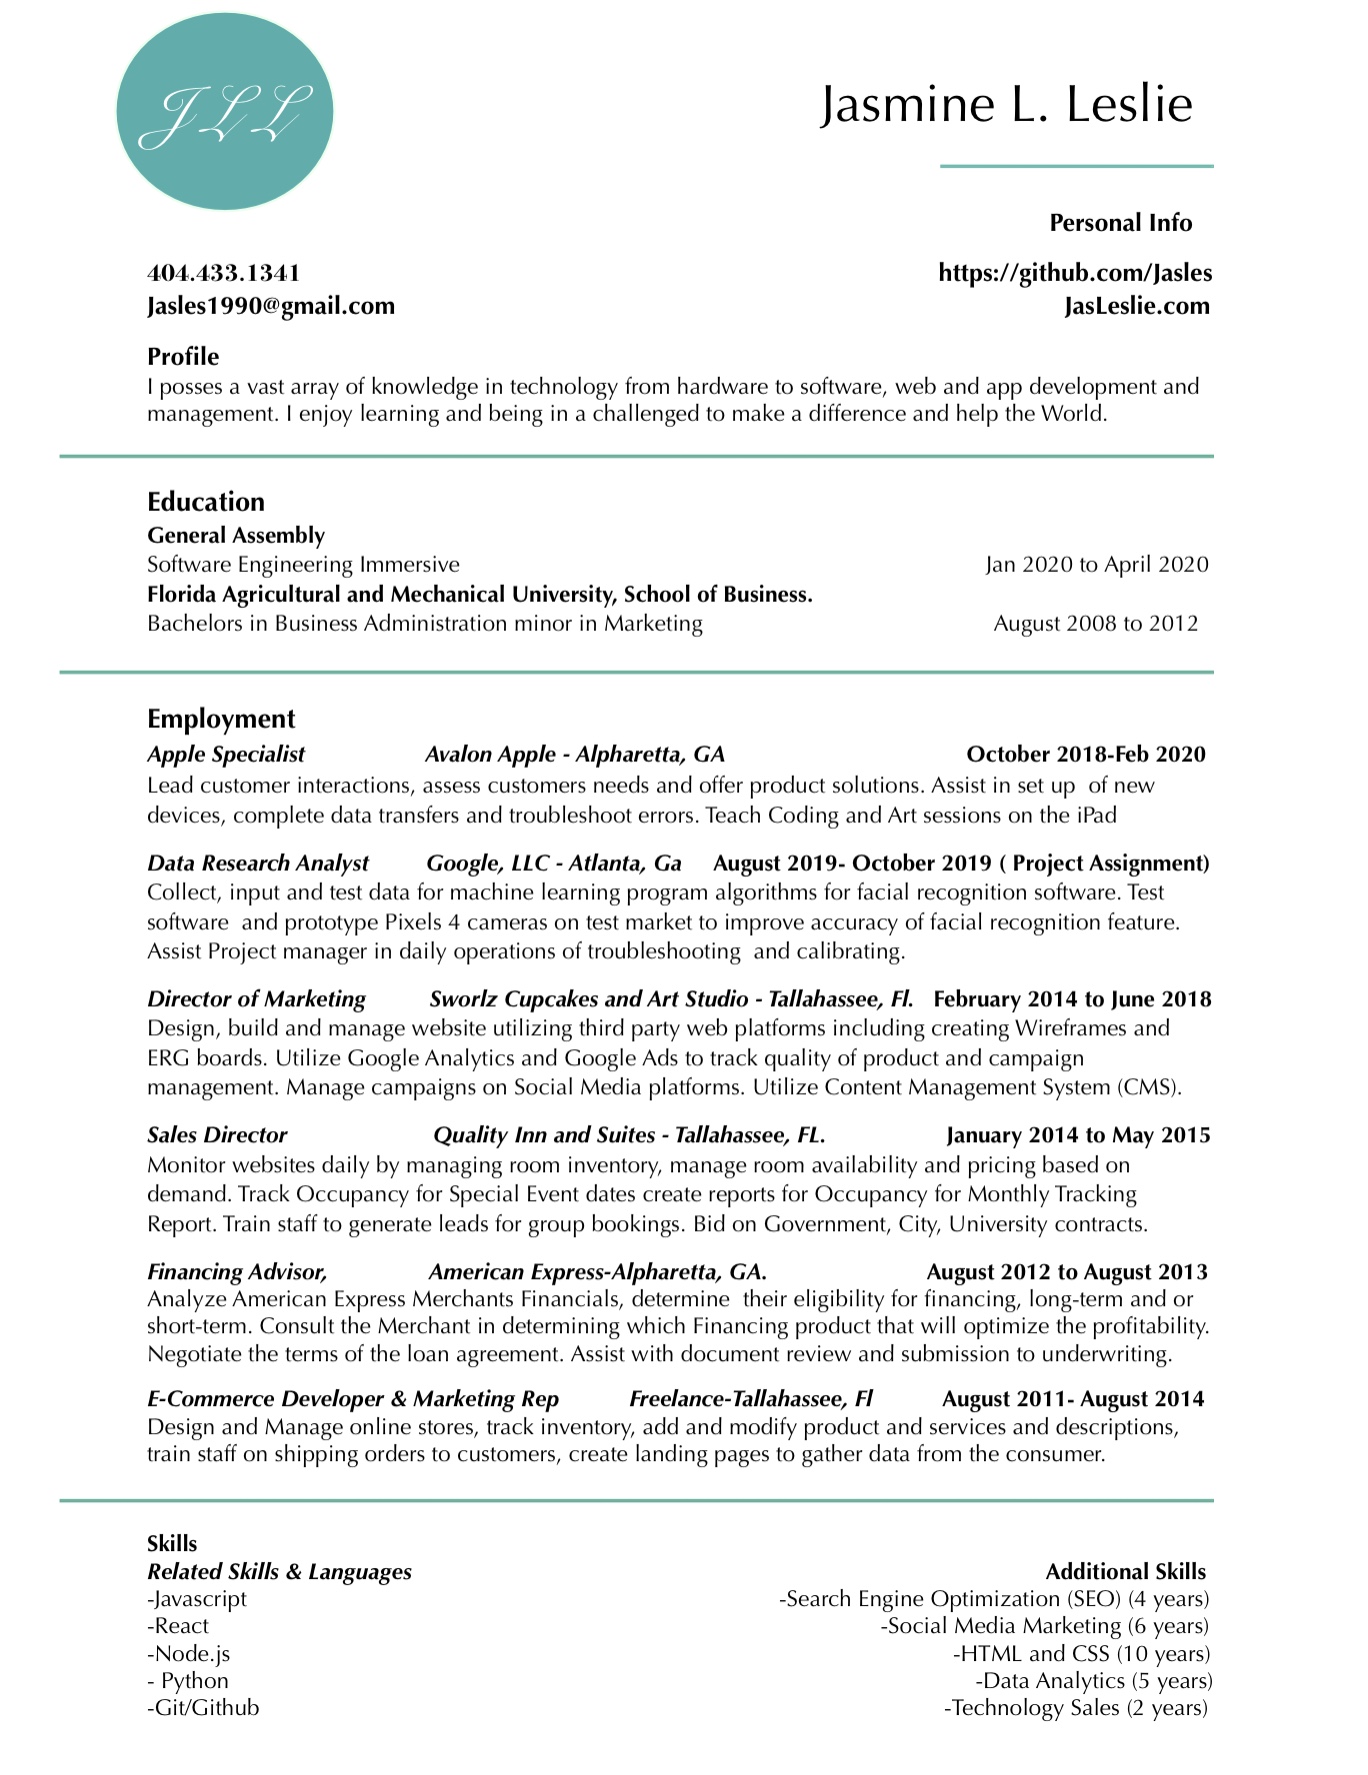 JLL
Jasmine L. Leslie
Personal Info
404.433.1341 https://github.com/Jasles
Jasles1990@gmail.com JasLeslie.com
Profile
I posses a vast array of knowledge in technology from hardware to software, web and app development and
management. I enjoy learning and being in a challenged to make a difference and help the World.
Education
General Assembly
Software Engineering Immersive Jan 2020 to April 2020
Florida Agricultural and Mechanical University, School of Business.
Bachelors in Business Administration minor in Marketing August 2008 to 2012
Employment
Apple Specialist Avalon Apple - Alpharetta, GA October 2018-Feb 2020
Lead customer interactions, assess customers needs and offer product solutions. Assist in set up of new
devices, complete data transfers and troubleshoot errors. Teach Coding and Art sessions on the iPad
Data Research Analyst Google, LLC - Atlanta, Ga August 2019- October 2019 ( Project Assignment)
Collect, input and test data for machine learning program algorithms for facial recognition software. Test
software and prototype Pixels 4 cameras on test market to improve accuracy of facial recognition feature.
Assist Project manager in daily operations of troubleshooting and calibrating.
Director of Marketing Sworlz Cupcakes and Art Studio - Tallahassee, Fl. February 2014 to June 2018
Design, build and manage website utilizing third party web platforms including creating Wireframes and
ERG boards. Utilize Google Analytics and Google Ads to track quality of product and campaign
management. Manage campaigns on Social Media platforms. Utilize Content Management System (CMS).
Sales Director Quality Inn and Suites - Tallahassee, FL. January 2014 to May 2015
Monitor websites daily by managing room inventory, manage room availability and pricing based on
demand. Track Occupancy for Special Event dates create reports for Occupancy for Monthly Tracking
Report. Train staff to generate leads for group bookings. Bid on Government, City, University contracts.
Financing Advisor, American Express-Alpharetta, GA. August 2012 to August 2013
Analyze American Express Merchants Financials, determine their eligibility for financing, long-term and or
short-term. Consult the Merchant in determining which Financing product that will optimize the profitability.
Negotiate the terms of the loan agreement. Assist with document review and submission to underwriting.
E-Commerce Developer & Marketing Rep Freelance-Tallahassee, Fl August 2011- August 2014
Design and Manage online stores, track inventory, add and modify product and services and descriptions,
train staff on shipping orders to customers, create landing pages to gather data from the consumer.
Skills
Related Skills & Languages Additional Skills
-Javascript -Search Engine Optimization (SEO) (4 years)
-React -Social Media Marketing (6 years)
-Node.js -HTML and CSS (10 years)
- Python -Data Analytics (5 years)
-Git/Github -Technology Sales (2 years)